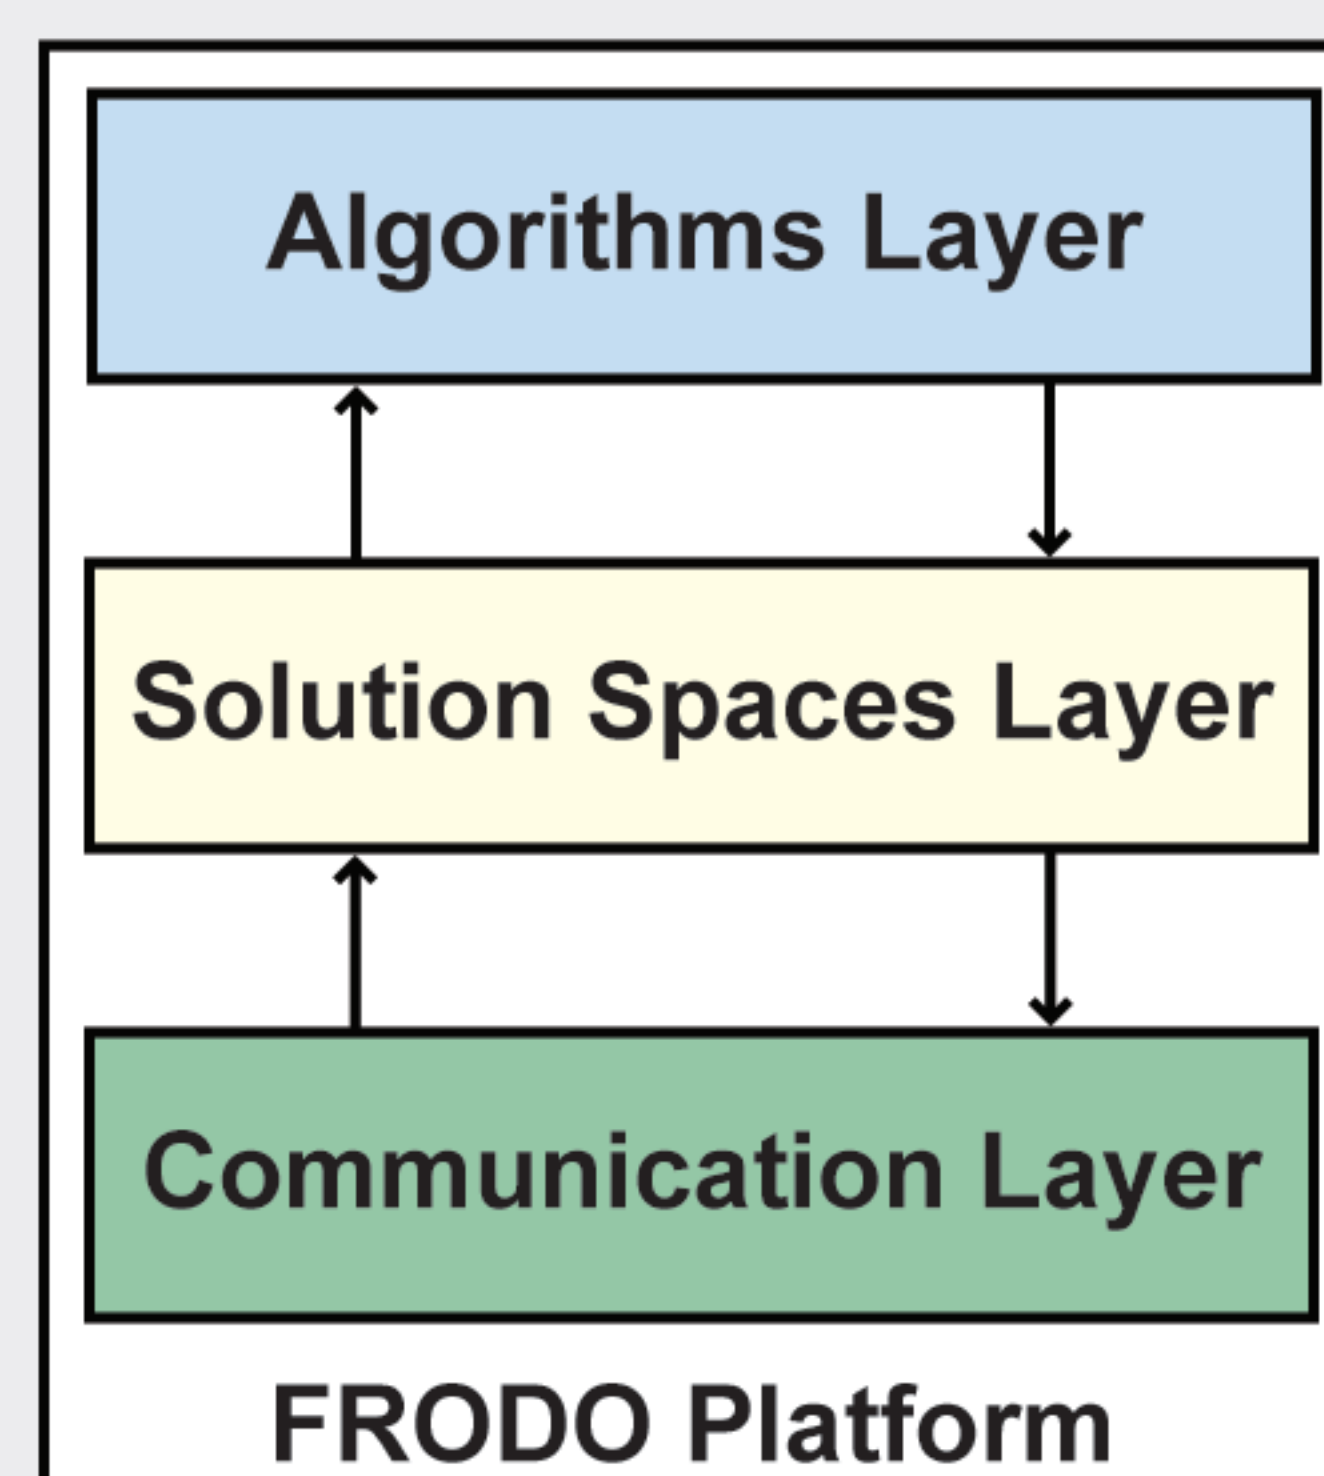 Algorithms Layer
Solution Spaces Layer
Communication Layer
FRODO Platform